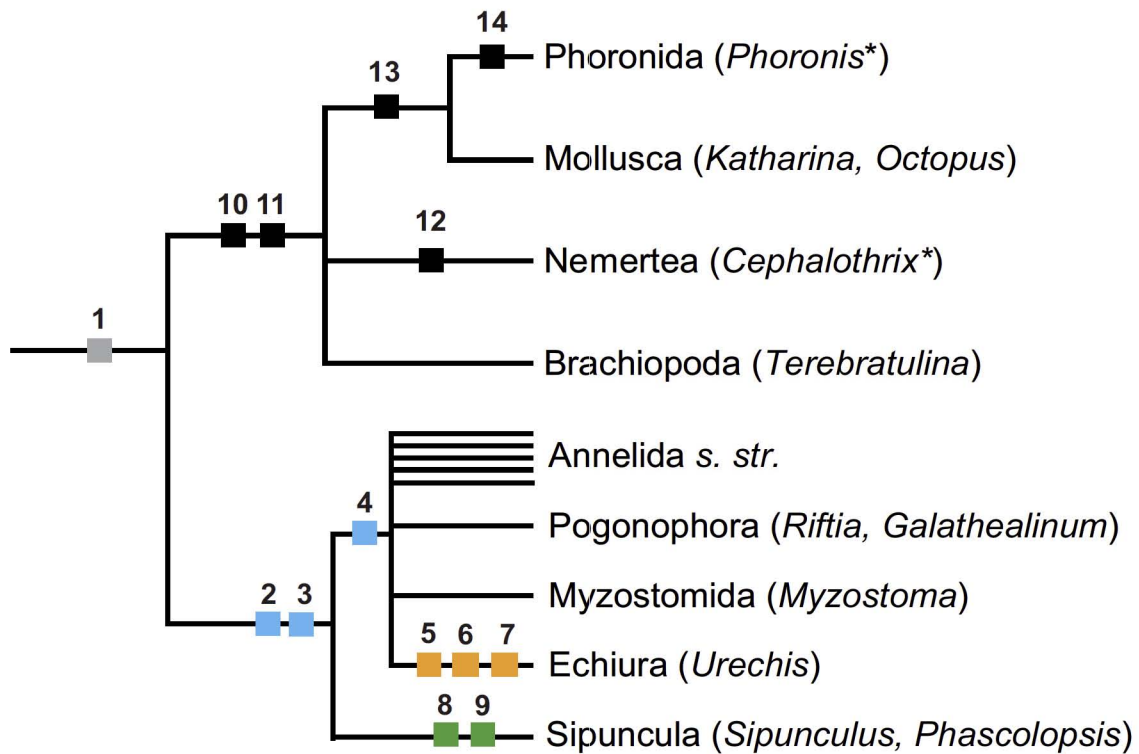 14
Phoronida (Phoronis*)
13
Mollusca (Katharina, Octopus)
10 11
12
Nemertea (Cephalothrix*)
1
Brachiopoda (Terebratulina)
Annelida s. str.
4
Pogonophora (Riftia, Galathealinum)
2 3
Myzostomida (Myzostoma)
5 6 7
Echiura (Urechis)
8 9
Sipuncula (Sipunculus, Phascolopsis)